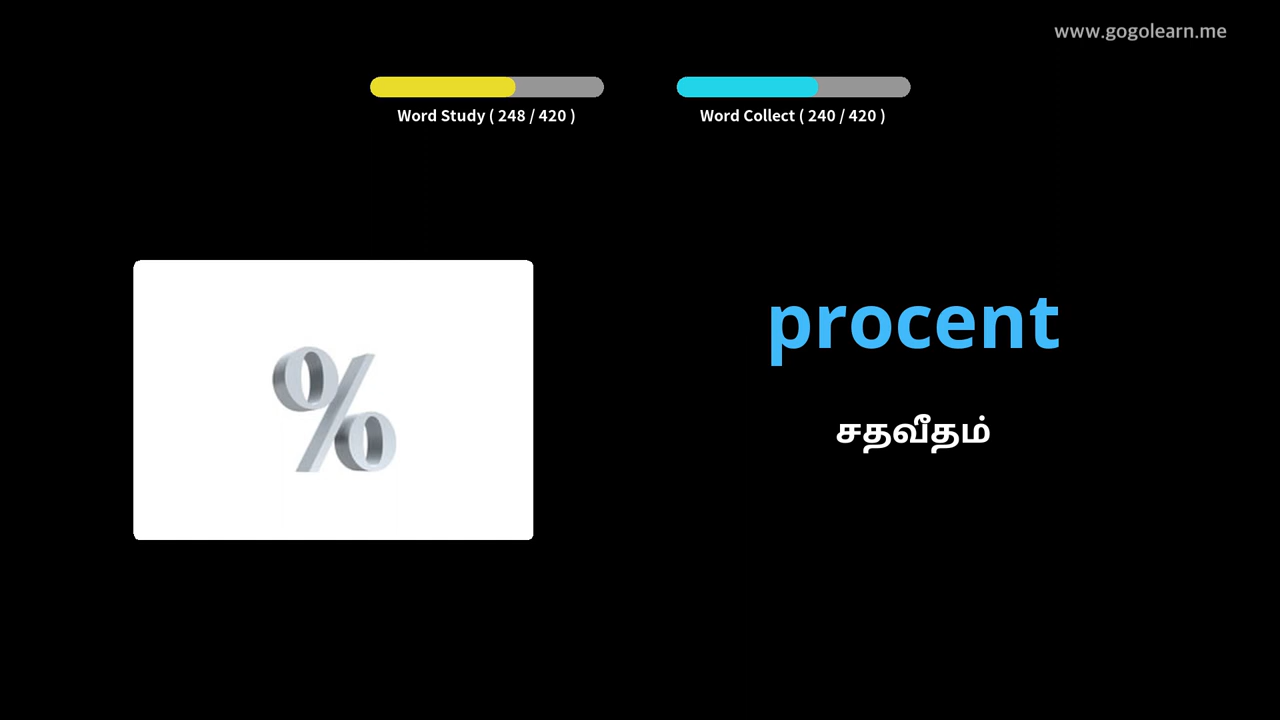 www.gogolearn.me
Word Study ( 248 / 420 )
Word Collect ( 240 / 420 )
%
procent
சதவீதம்